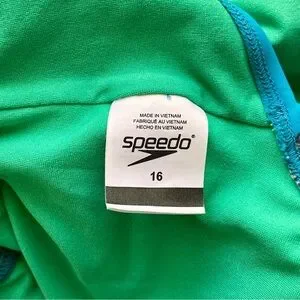 MADE IN VIETNAM
FABRIQUÉ AU VIETNAM
HECHO EN VIETNAM
speedo®
16